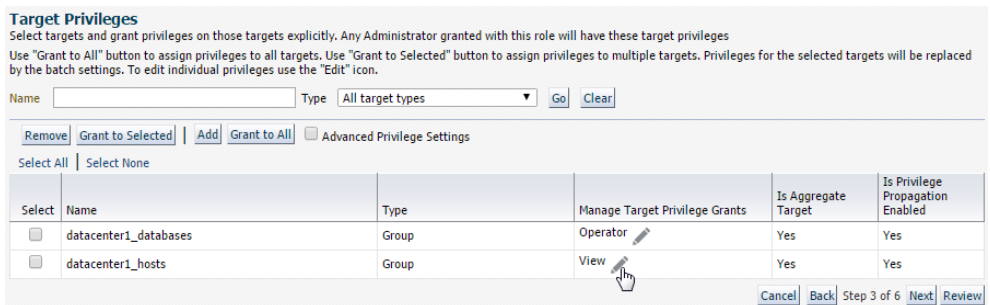 Target Privileges
Select targets and grant privileges on those targets explicitly. Any Administrator granted with this role will have these target privileges
Use "Grant to All" button to assign privileges to all targets. Use "Grant to Selected" button to assign privileges to multiple targets. Privileges for the selected targets will be replaced
by the batch settings. To edit individual privileges use the "Edit" icon.
Name Type All target types Go Clear
Remove Grant to Selected | Add Grant to All Advanced Privilege Settings
Select All | Select None
Select Name Type Manage Target Privilege Grants Is Aggregate Target Is Privilege Propagation Enabled
datacenter1_databases Group Operator Yes Yes
datacenter1_hosts Group View Yes Yes
Cancel Back Step 3 of 6 Next Review